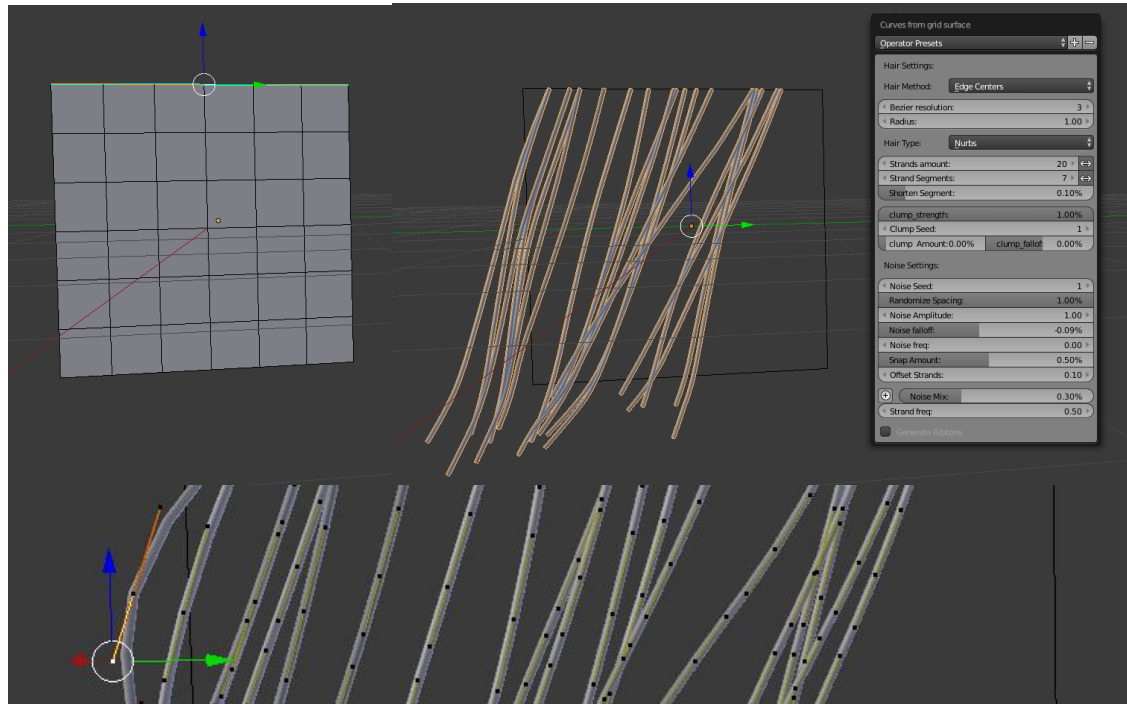 Curves from grid surface
Operator Presets
Hair Settings:
Hair Method: Edge Centers
Bezier resolution: 3
Radius: 1.00
Hair Type: Nurbs
Strands amount: 20
Strand Segments: 7
Shorten Segment: 0.10%
clump_strength: 1.00%
Clump Seed: 1
clump_Amount:0.00% clump_fallof: 0.00%
Noise Settings:
Noise Seed: 1
Randomize Spacing: 1.00%
Noise Amplitude: 1.00
Noise falloff: -0.09%
Noise freq: 0.00
Snap Amount: 0.50%
Offset Strands: 0.10
Noise Mix: 0.30%
Strand freq: 0.50
Generate Ribbons